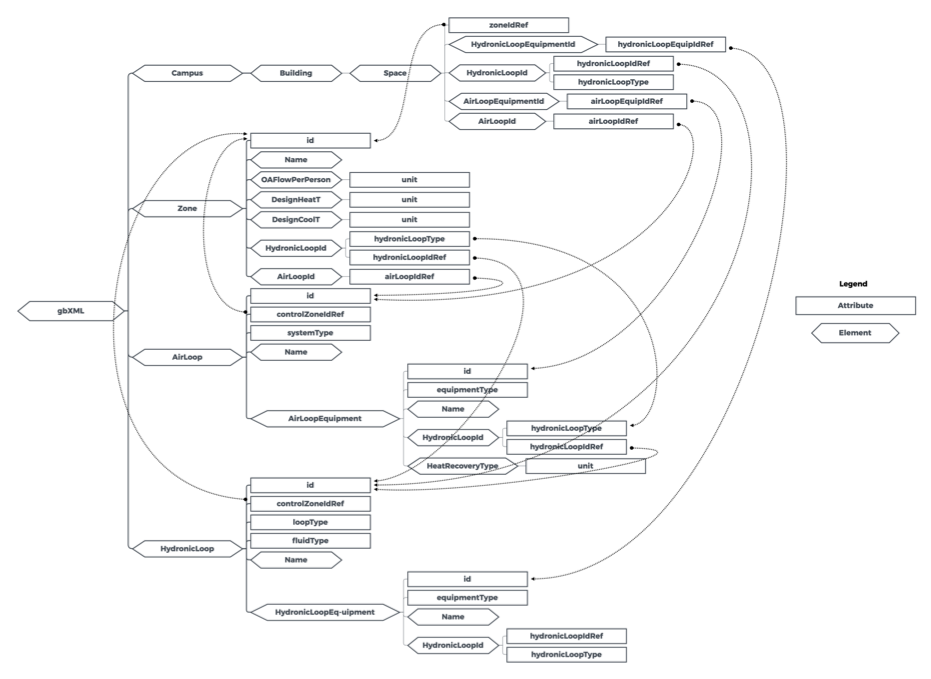 zoneIdRef
HydronicLoopEquipmentId
hydronicLoopEquipIdRef
Campus
Building
Space
HydronicLoopId
hydronicLoopIdRef
hydronicLoopType
AirLoopEquipmentId
airLoopEquipIdRef
AirLoopId
airLoopIdRef
id
Name
OAFlowPerPerson
unit
DesignHeatT
unit
Zone
DesignCoolT
unit
HydronicLoopId
hydronicLoopType
hydronicLoopIdRef
AirLoopId
airLoopIdRef
gbXML
id
controlZoneIdRef
systemType
AirLoop
Name
AirLoopEquipment
id
equipmentType
Name
HydronicLoopId
hydronicLoopType
hydronicLoopIdRef
HeatRecoveryType
unit
id
controlZoneIdRef
loopType
fluidType
HydronicLoop
Name
HydronicLoopEq-uipment
id
equipmentType
Name
HydronicLoopId
hydronicLoopIdRef
hydronicLoopType
Legend
Attribute
Element